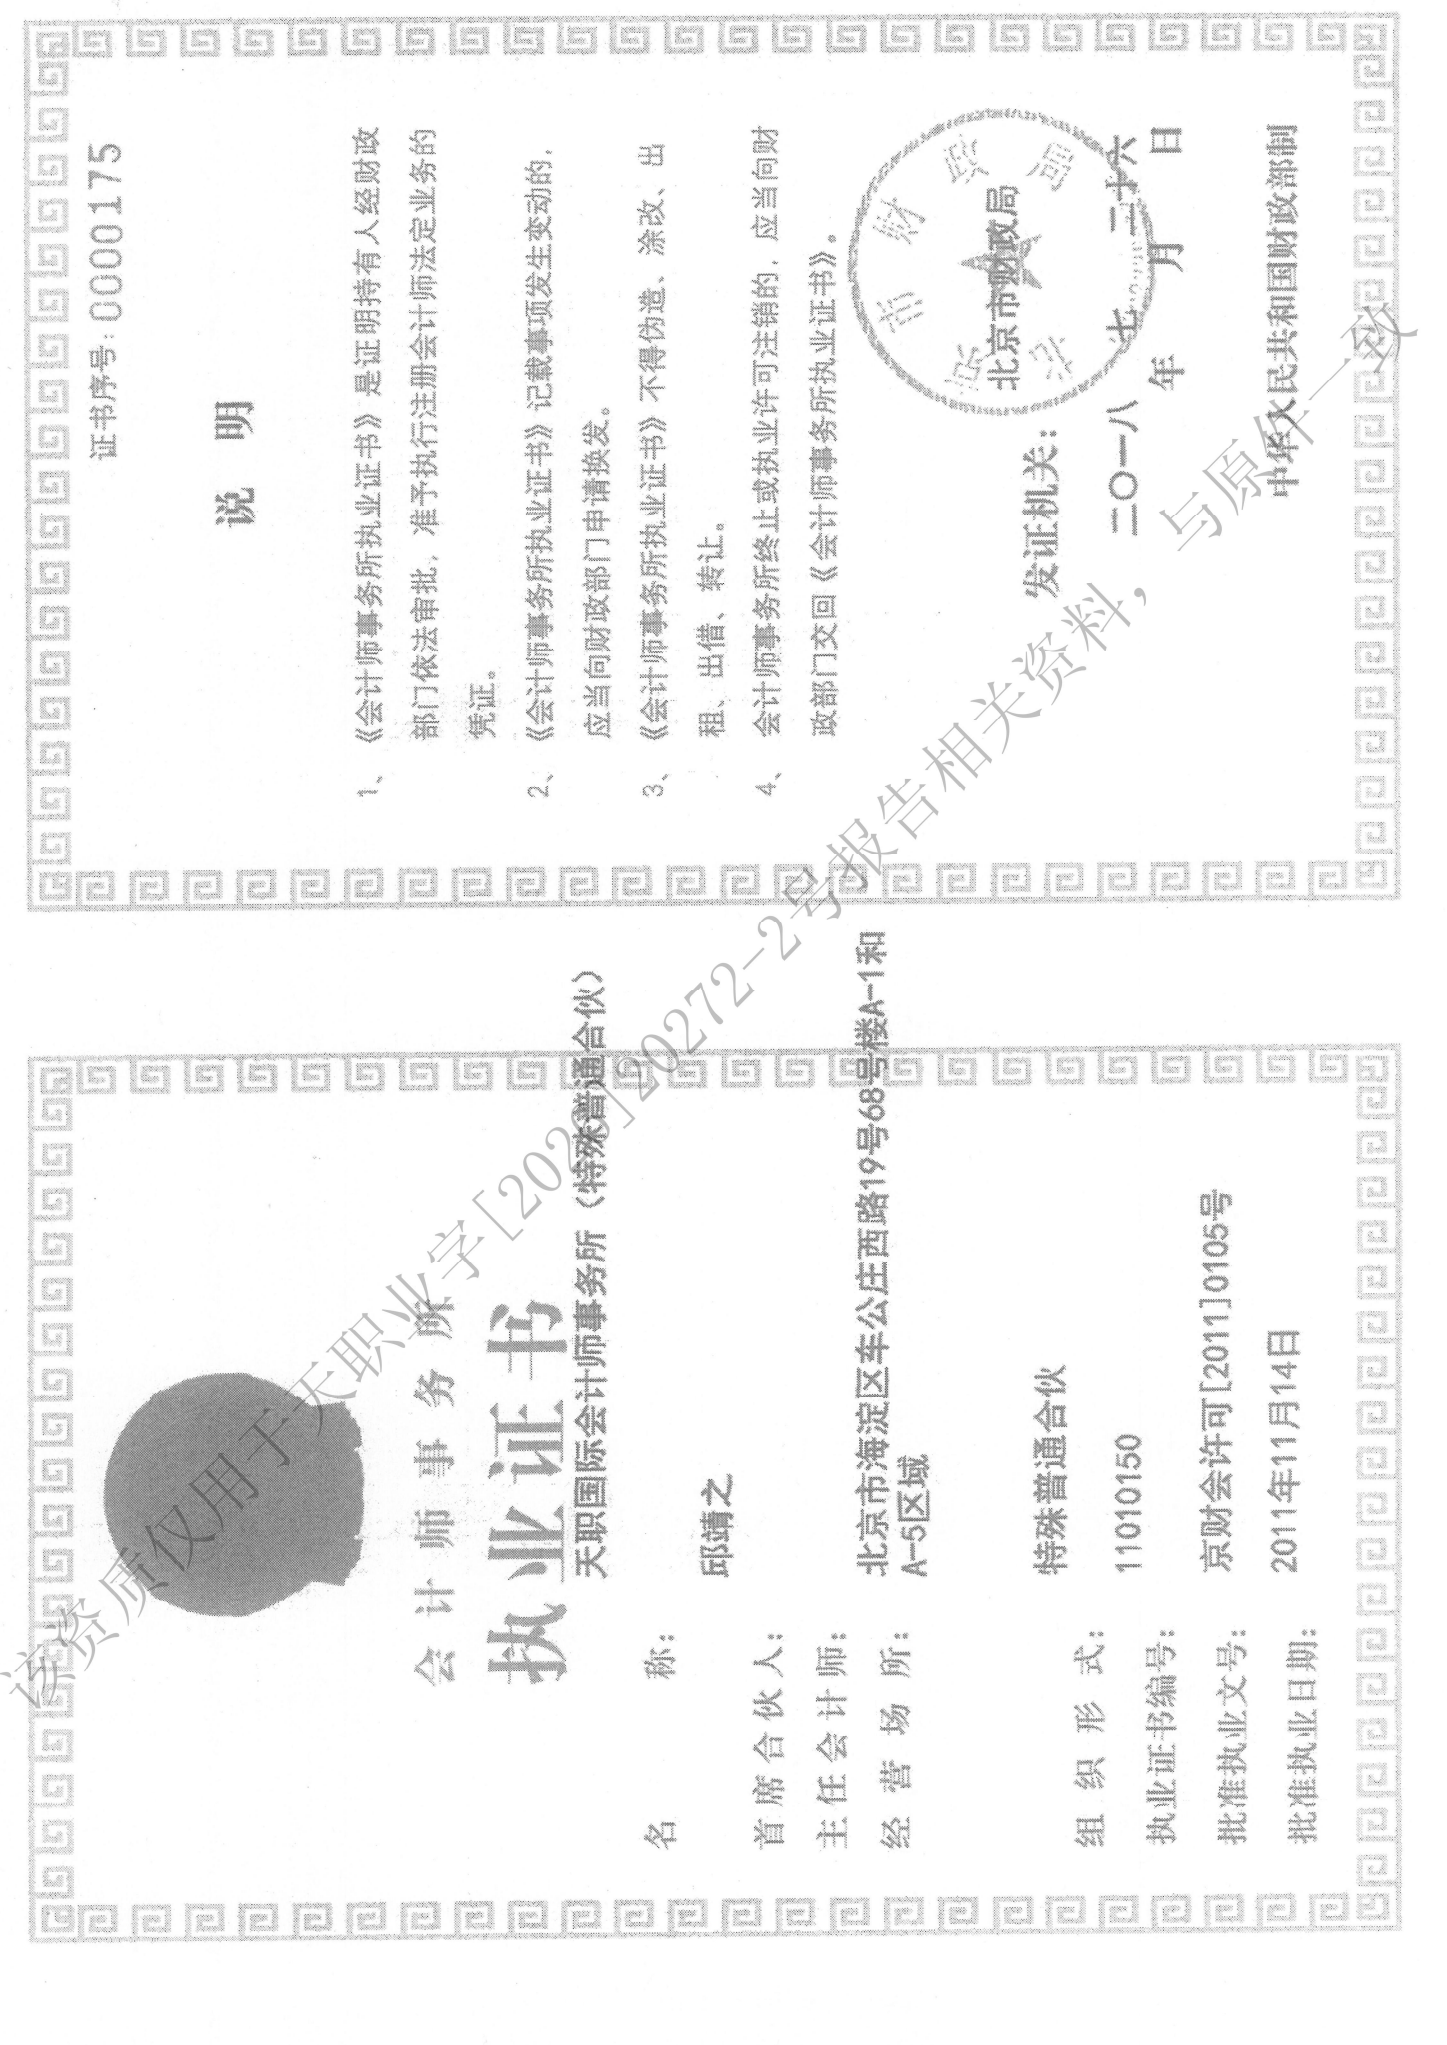 会计师事务所
执业证书
名称：
天职国际会计师事务所（特殊普通合伙）
首席合伙人：
邱靖之
主任会计师：
经营场所：
北京市海淀区车公庄西路19号68号楼A-1和
A-5区域
组织形式：
特殊普通合伙
执业证书编号：
11010150
批准执业文号：
京财会许可[2011]0105号
批准执业日期：
2011年11月14日
证书序号：0000175
说明
1、《会计师事务所执业证书》是证明持有人经财政
部门依法审批，准予执行注册会计师法定业务的
凭证。
2、《会计师事务所执业证书》记载事项发生变动的，
应当向财政部门申请换发。
3、《会计师事务所执业证书》不得伪造、涂改、出
租、出借、转让。
4、会计师事务所终止或执业许可注销的，应当向财
政部门交回《会计师事务所执业证书》。
发证机关：
北京市财政局
北京市财政局
二〇一八年七月二十六日
中华人民共和国财政部制
该资质仅用于天职业字[2020]20272-2号报告相关资料，与原件一致